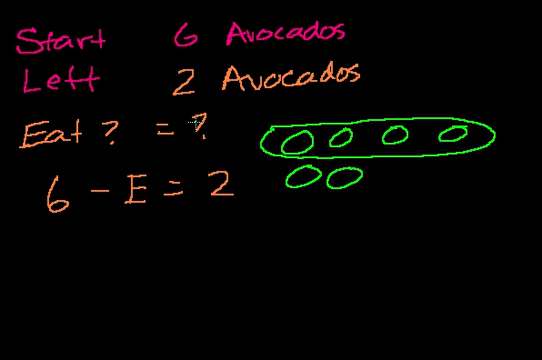 Start 6 Avocados
Left 2 Avocados
Eat ? = ?
6 - E = 2